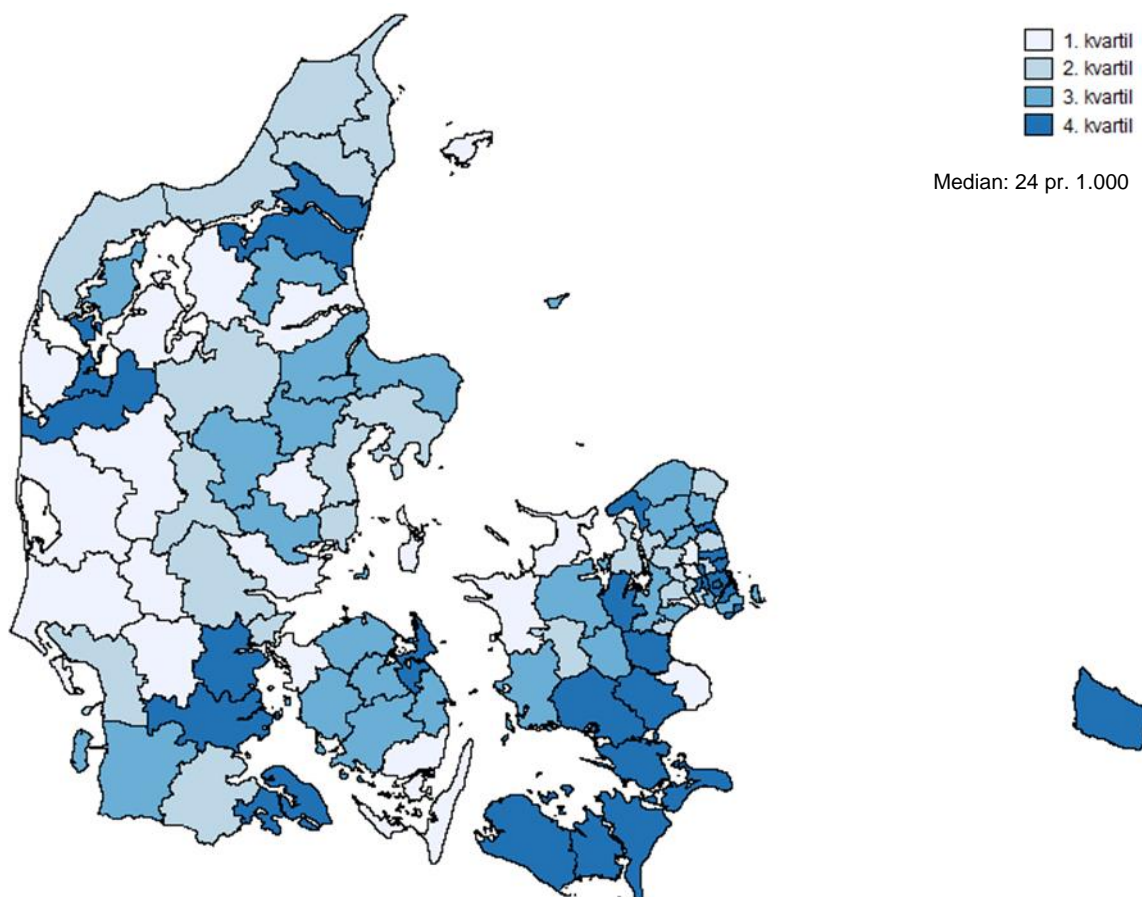 1. kvartil
2. kvartil
3. kvartil
4. kvartil
Median: 24 pr. 1.000